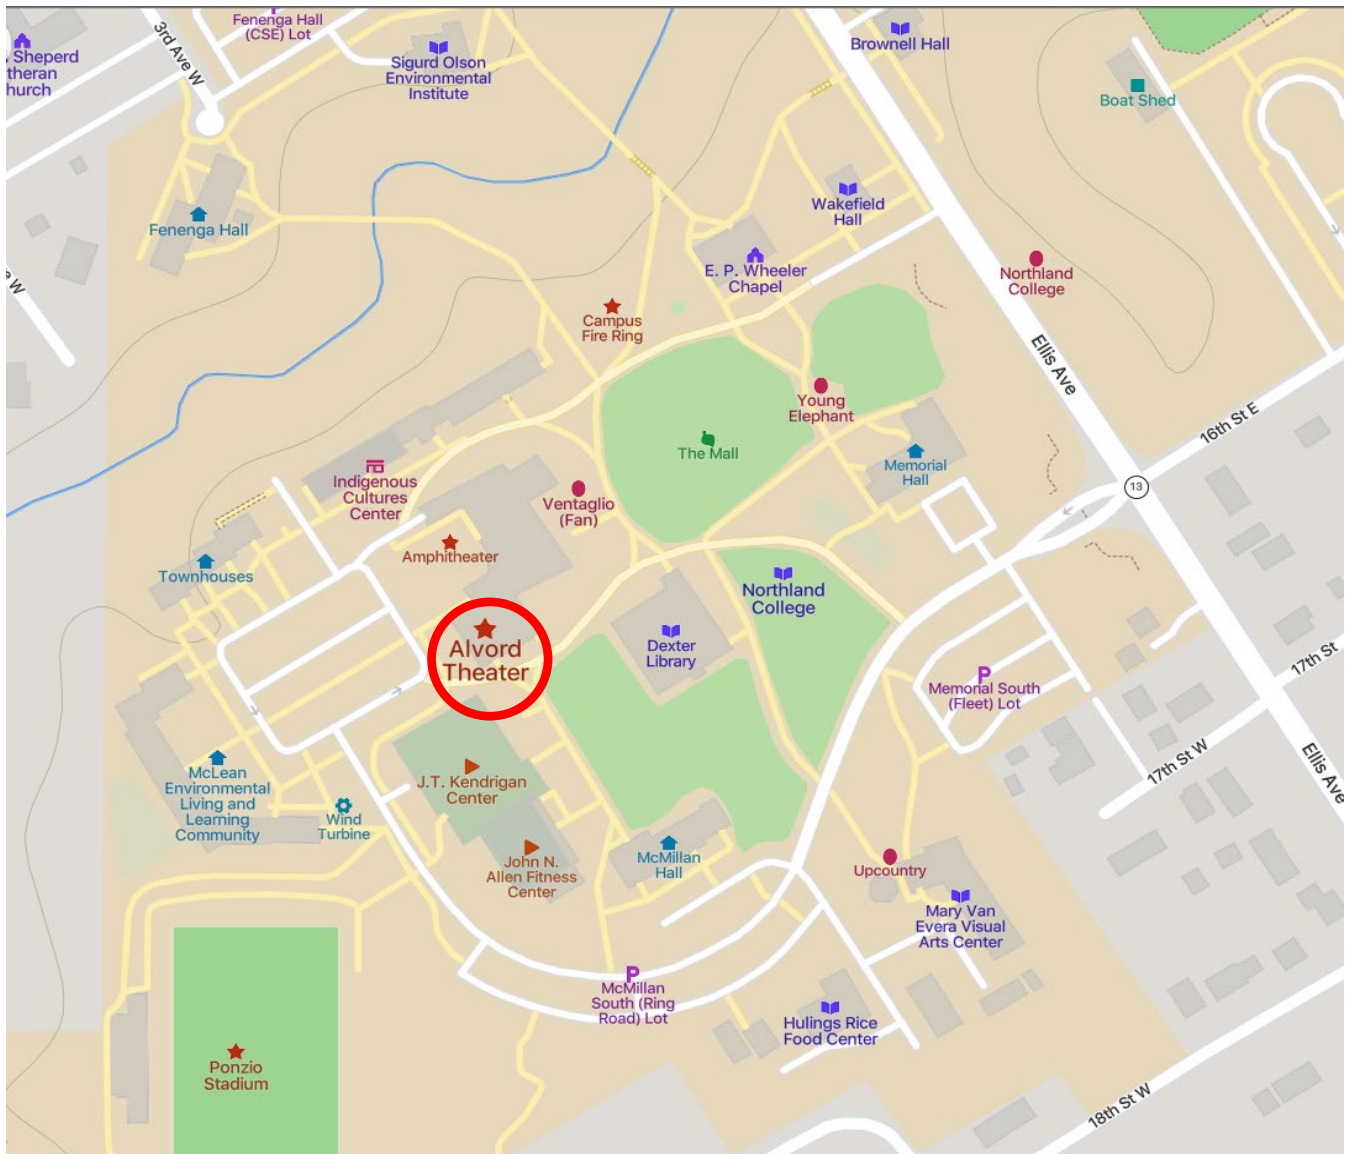 Fenenga Hall
(CSE) Lot
3rd Ave W
Sheperd
theran
hurch
Sigurd Olson
Environmental
Institute
Brownell Hall
Boat Shed
Wakefield
Hall
Fenenga Hall
E. P. Wheeler
Chapel
Northland
College
W
Campus
Fire Ring
Ellis Ave
Young
Elephant
16th St E
The Mall
Memorial
Hall
13
Indigenous
Cultures
Center
Ventaglio
(Fan)
Amphitheater
Townhouses
Northland
College
Alvord
Theater
Dexter
Library
17th St
Memorial South
(Fleet) Lot
17th St W
Ellis Ave
McLean
Environmental
Living and
Learning
Community
J.T. Kendrigan
Center
Wind
Turbine
John N.
Allen Fitness
Center
McMillan
Hall
Upcountry
Mary Van
Evera Visual
Arts Center
P
P
McMillan
South (Ring
Road) Lot
Hulings Rice
Food Center
Ponzio
Stadium
18th St W